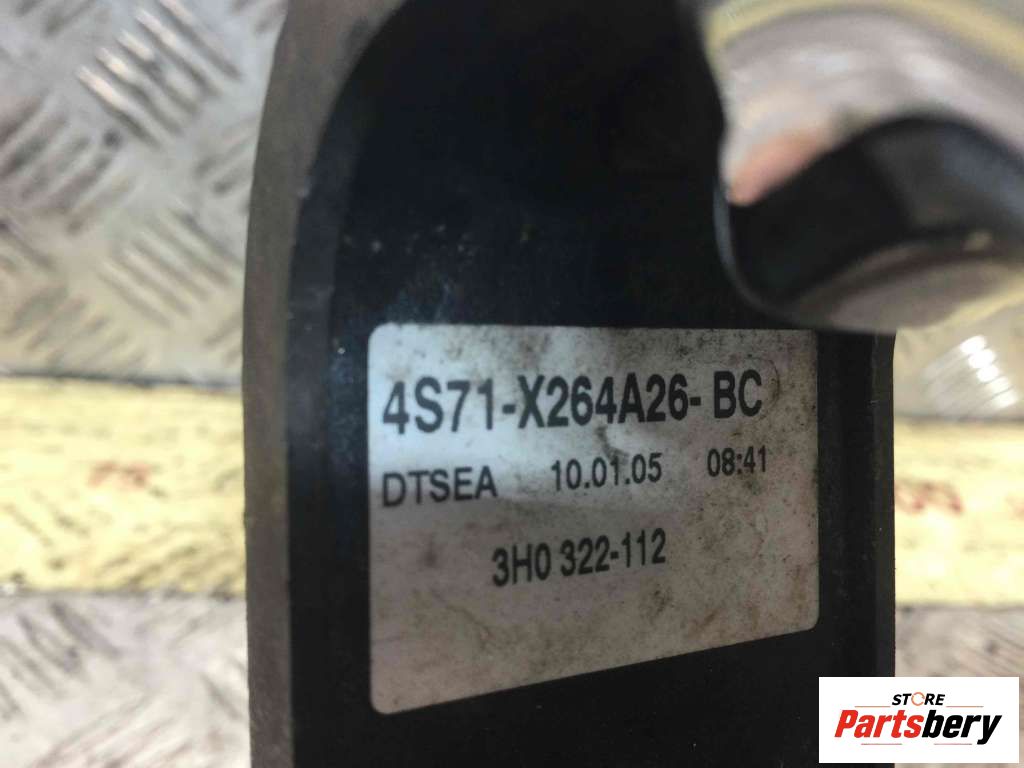 4S71-X264A26- BC
DTSEA 10.01.05 08:41
3H0 322-112
STORE
Partsbery